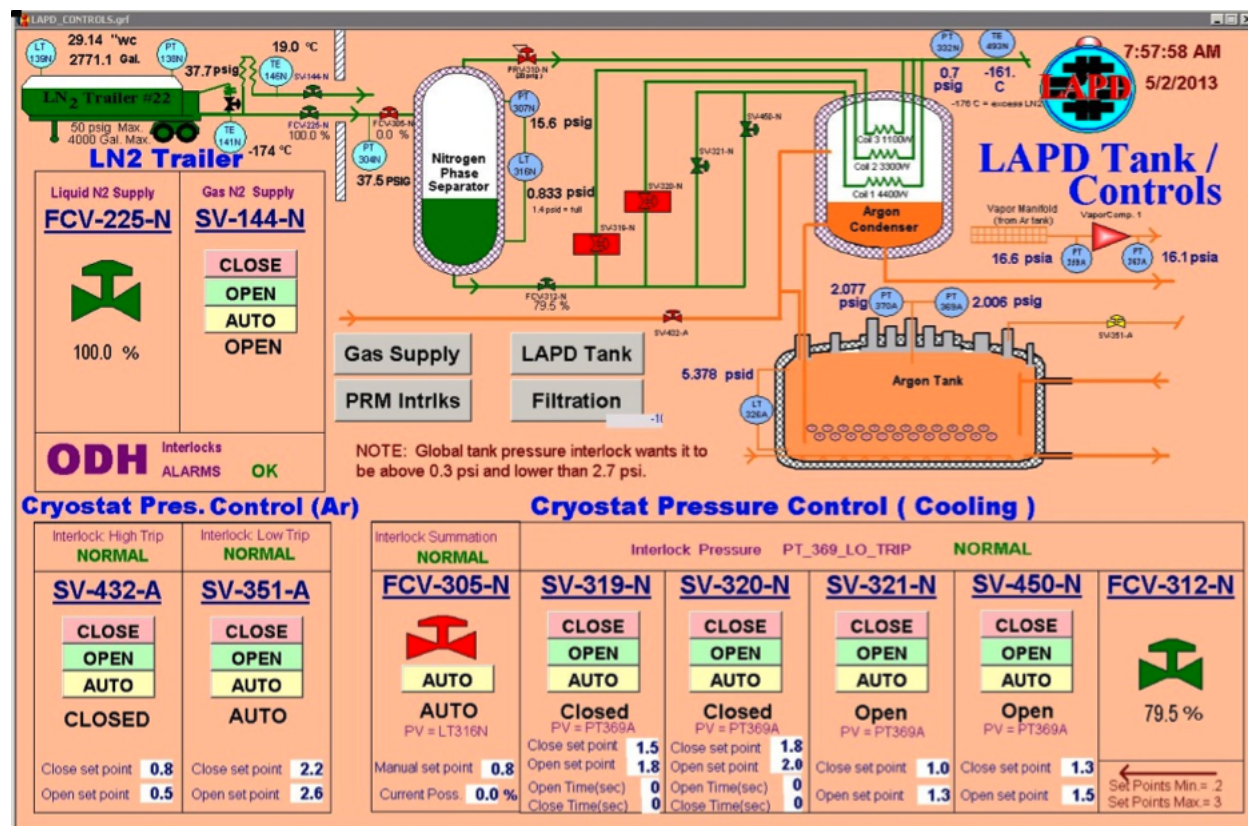 LAPD_CONTROLS.grf
LT
139N
29.14 "wc
2771.1 Gal.
PT
138N
37.7psig
19.0 °C
TE
146N
SV-144-N
LN2 Trailer #22
50 psig Max.
4000 Gal. Max.
TE
141N
-174 °C
FCV-225-N
100.0 %
FCV-305-N
0.0 %
PT
304N
37.5 PSIG
PRV-310-N
Nitrogen
Phase
Separator
PT
307N
15.6 psig
LT
316N
0.833 psid
1.4 psid = full
SV-320-N
SV-319-N
SV-321-N
SV-450-N
FCV-312-N
79.5 %
Coil 3 1100W
Coil 2 3300W
Coil 1 4400W
Argon
Condenser
PT
332N
0.7
psig
TE
493N
-161.
C
-176 C = excess LN2
LAPD
7:57:58 AM
5/2/2013
LAPD Tank /
Controls
Vapor Manifold
(from Ar tank)
VaporComp. 1
16.6 psia
PT
16.1psia
PT
2.077
psig
PT
370A
PT
369A
2.006 psig
SV-432-A
SV-351-A
5.378 psid
LT
326A
Argon Tank
LN2 Trailer
Liquid N2 Supply
FCV-225-N
100.0 %
Gas N2 Supply
SV-144-N
CLOSE
OPEN
AUTO
OPEN
ODH
Interlocks
ALARMS
OK
Gas Supply
LAPD Tank
PRM Intrlks
Filtration
NOTE: Global tank pressure interlock wants it to
be above 0.3 psi and lower than 2.7 psi.
Cryostat Pres. Control (Ar)
Interlock: High Trip
NORMAL
SV-432-A
CLOSE
OPEN
AUTO
CLOSED
Close set point 0.8
Open set point 0.5
Interlock: Low Trip
NORMAL
SV-351-A
CLOSE
OPEN
AUTO
AUTO
Close set point 2.2
Open set point 2.6
Cryostat Pressure Control ( Cooling )
Interlock Summation
NORMAL
FCV-305-N
AUTO
AUTO
PV = LT316N
Manual set point 0.8
Current Poss. 0.0 %
Interlock Pressure PT_369_LO_TRIP NORMAL
SV-319-N
CLOSE
OPEN
AUTO
Closed
PV = PT369A
Close set point 1.5
Open set point 1.8
Open Time(sec) 0
Close Time(sec) 0
SV-320-N
CLOSE
OPEN
AUTO
Closed
PV = PT369A
Close set point 1.8
Open set point 2.0
Open Time(sec) 0
Close Time(sec) 0
SV-321-N
CLOSE
OPEN
AUTO
Open
PV = PT369A
Close set point 1.0
Open set point 1.3
SV-450-N
CLOSE
OPEN
AUTO
Open
PV = PT369A
Close set point 1.3
Open set point 1.5
FCV-312-N
79.5 %
Set Points Min.= .2
Set Points Max.= 3